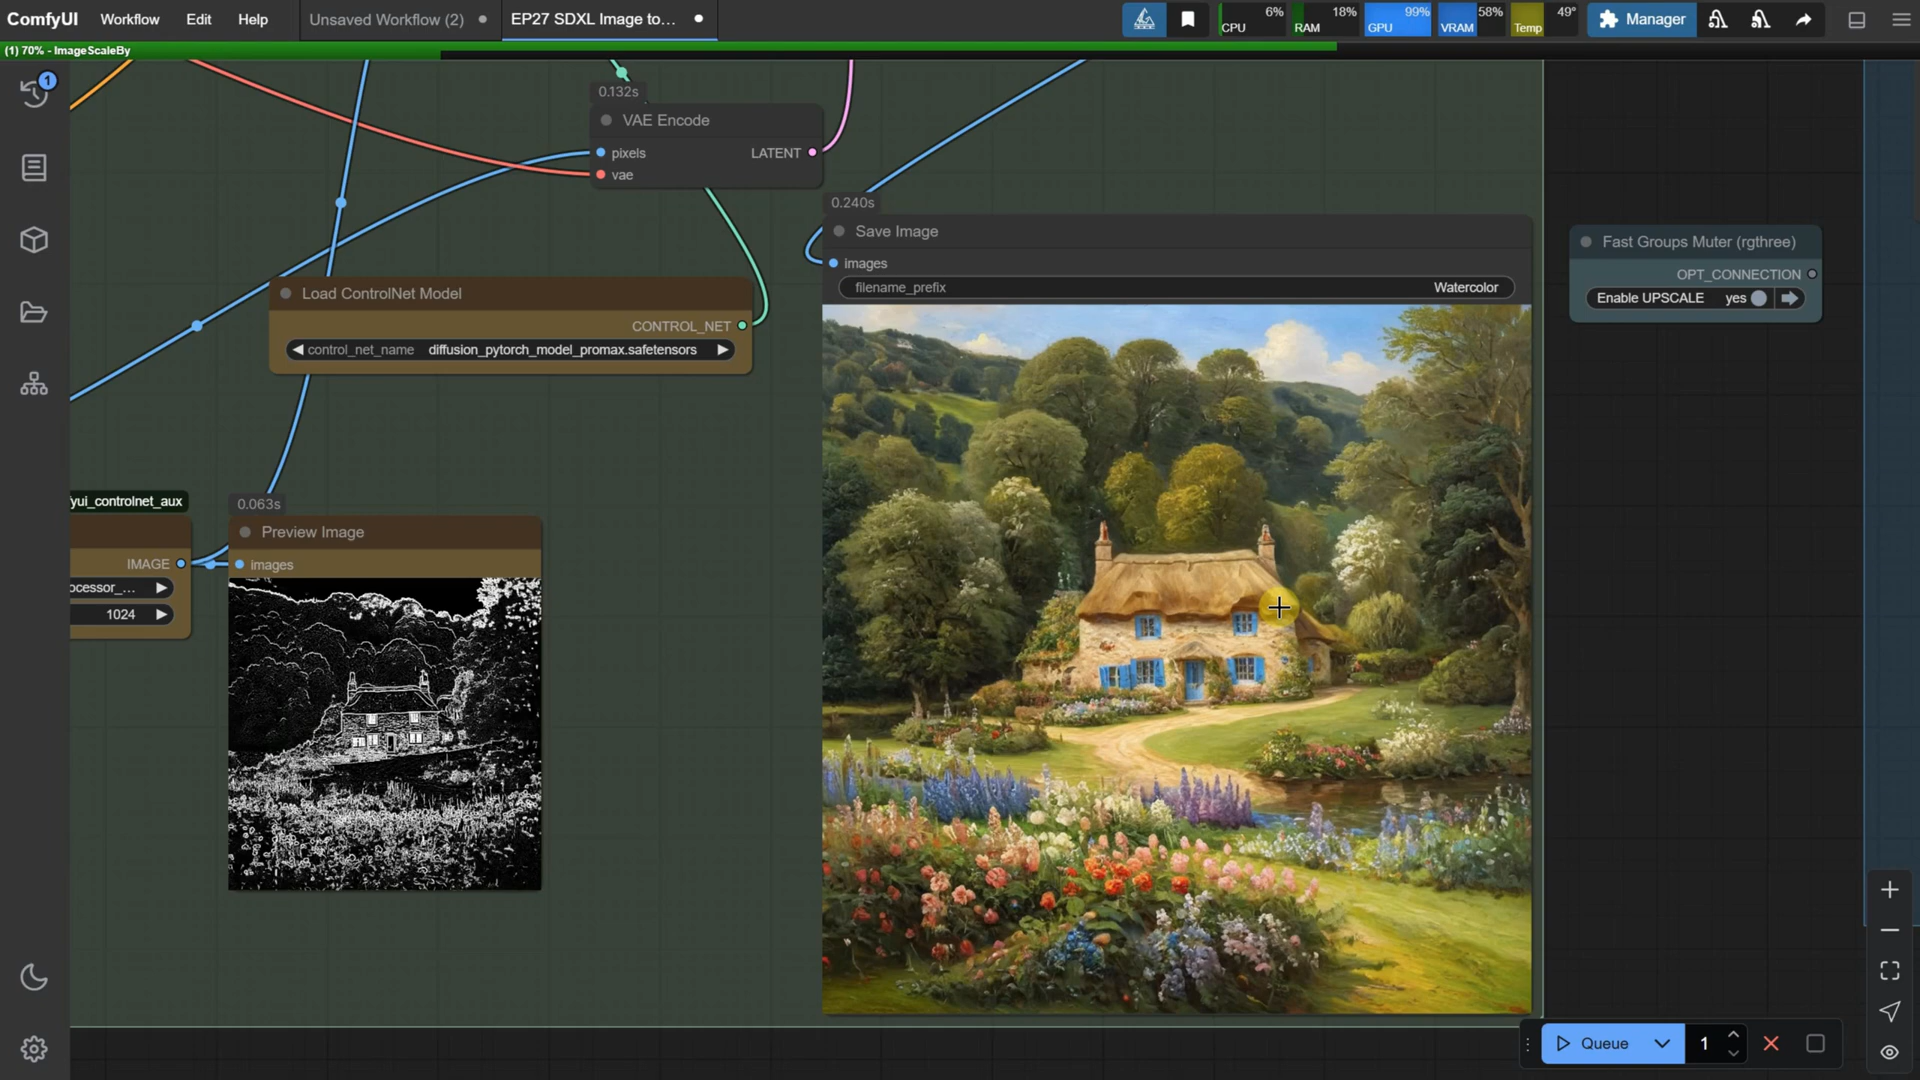 ComfyUI Workflow Edit Help Unsaved Workflow (2) EP27 SDXL Image to...
CPU 6% RAM 18% GPU 99% VRAM 58% Temp 49°
Manager
(1) 70% - ImageScaleBy
1
0.132s
VAE Encode
pixels LATENT
vae
0.240s
Save Image
images
filename_prefix Watercolor
Fast Groups Muter (rgthree)
OPT_CONNECTION
Enable UPSCALE yes
Load ControlNet Model
CONTROL_NET
control_net_name diffusion_pytorch_model_promax.safetensors
yui_controlnet_aux
IMAGE
ocessor_...
1024
0.063s
Preview Image
images
Queue 1